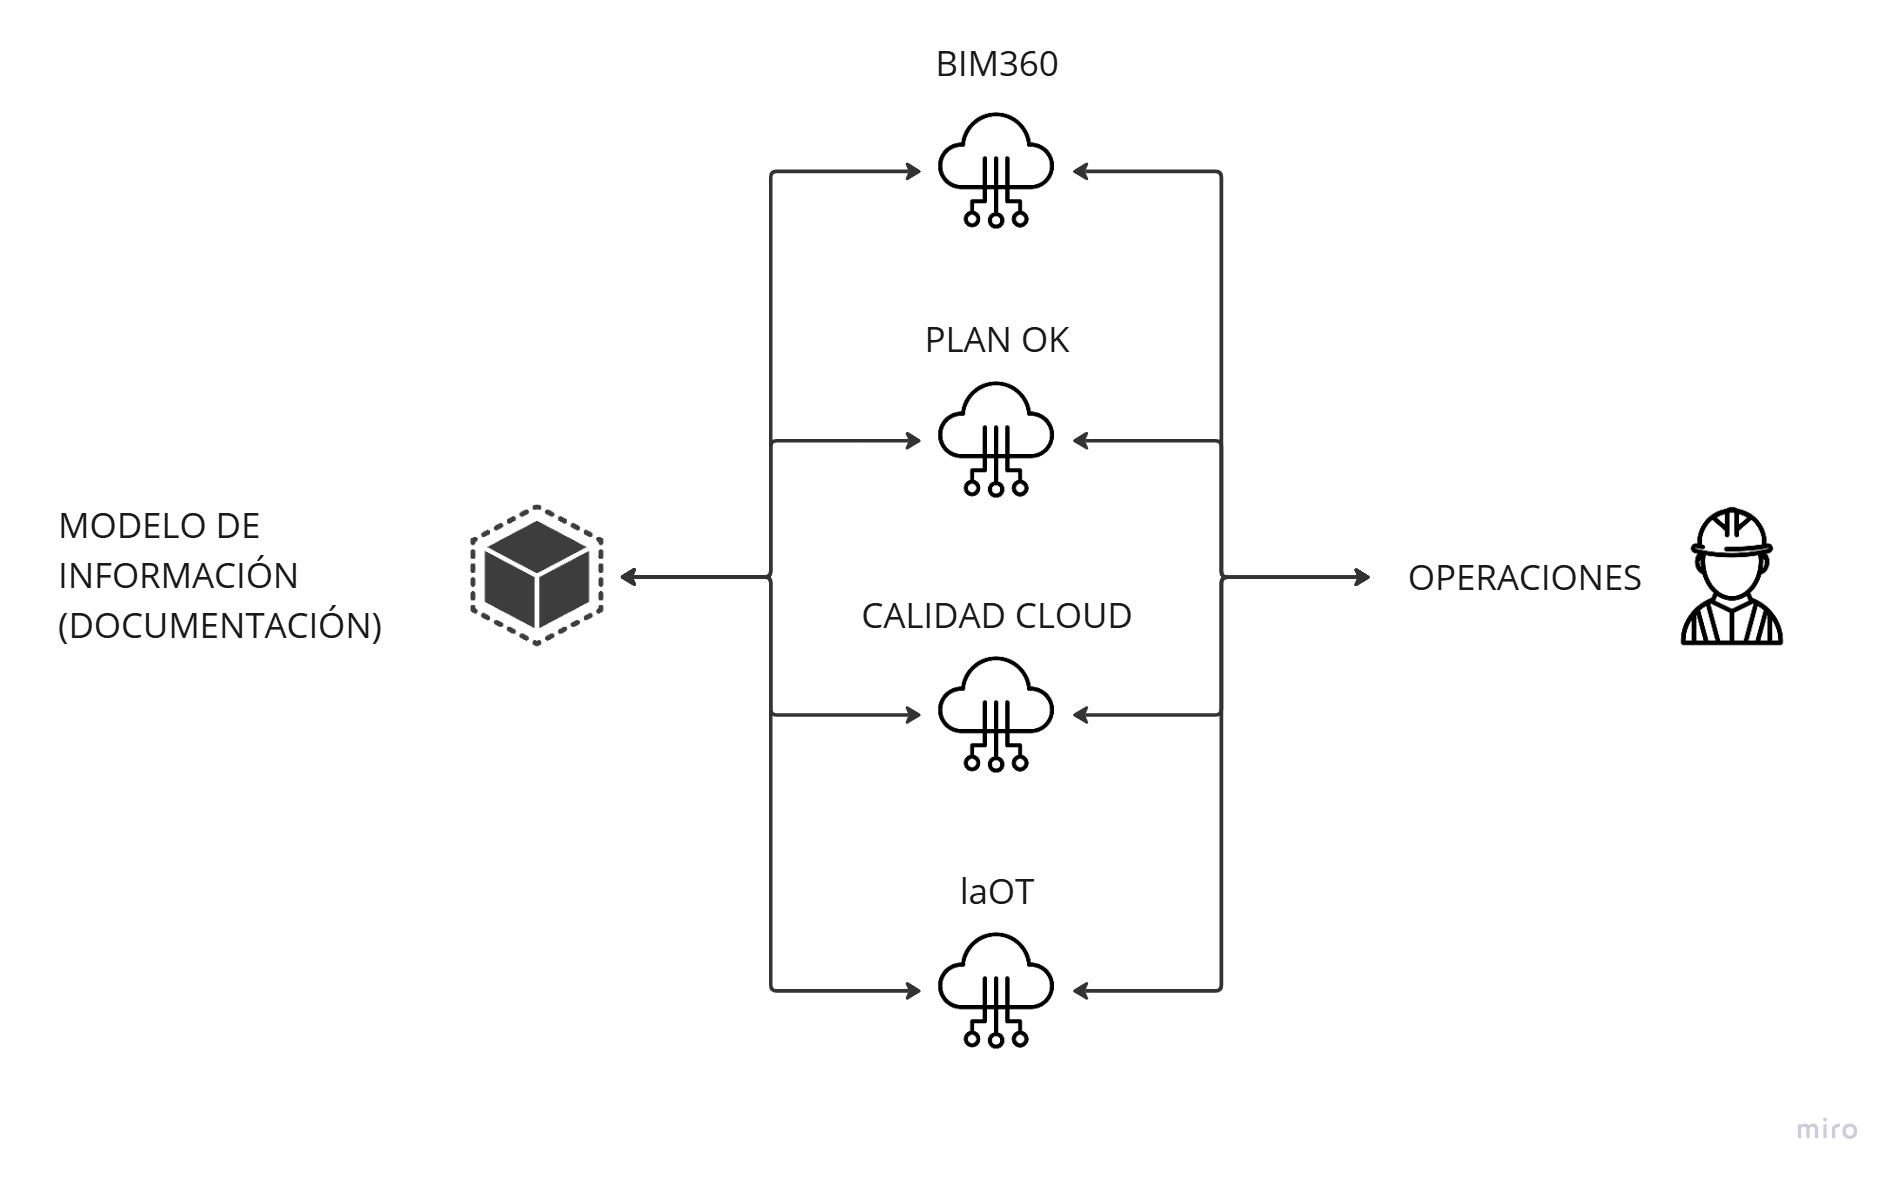 BIM360
PLAN OK
MODELO DE
INFORMACIÓN
(DOCUMENTACIÓN)
OPERACIONES
CALIDAD CLOUD
IaOT
miro